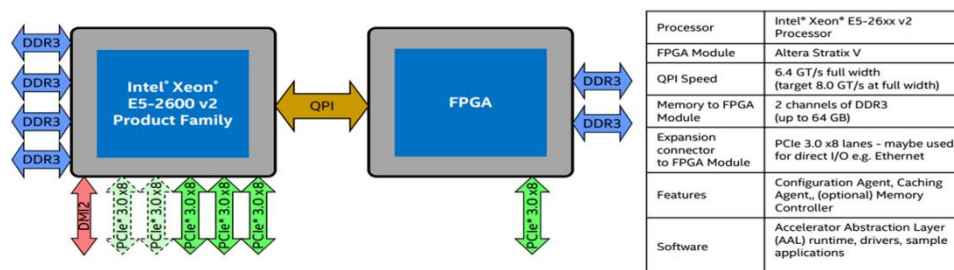 DDR3
DDR3
DDR3
DDR3
Intel® Xeon®
E5-2600 v2
Product Family
QPI
FPGA
DDR3
DDR3
DMI2
PCIe® 3.0 x8
PCIe® 3.0 x8
PCIe® 3.0 x8
PCIe® 3.0 x8
PCIe® 3.0 x8
PCIe® 3.0 x8
Processor
Intel® Xeon® E5-26xx v2
Processor
FPGA Module
Altera Stratix V
QPI Speed
6.4 GT/s full width
(target 8.0 GT/s at full width)
Memory to FPGA
Module
2 channels of DDR3
(up to 64 GB)
Expansion
connector
to FPGA Module
PCIe 3.0 x8 lanes - maybe used
for direct I/O e.g. Ethernet
Features
Configuration Agent, Caching
Agent,, (optional) Memory
Controller
Software
Accelerator Abstraction Layer
(AAL) runtime, drivers, sample
applications